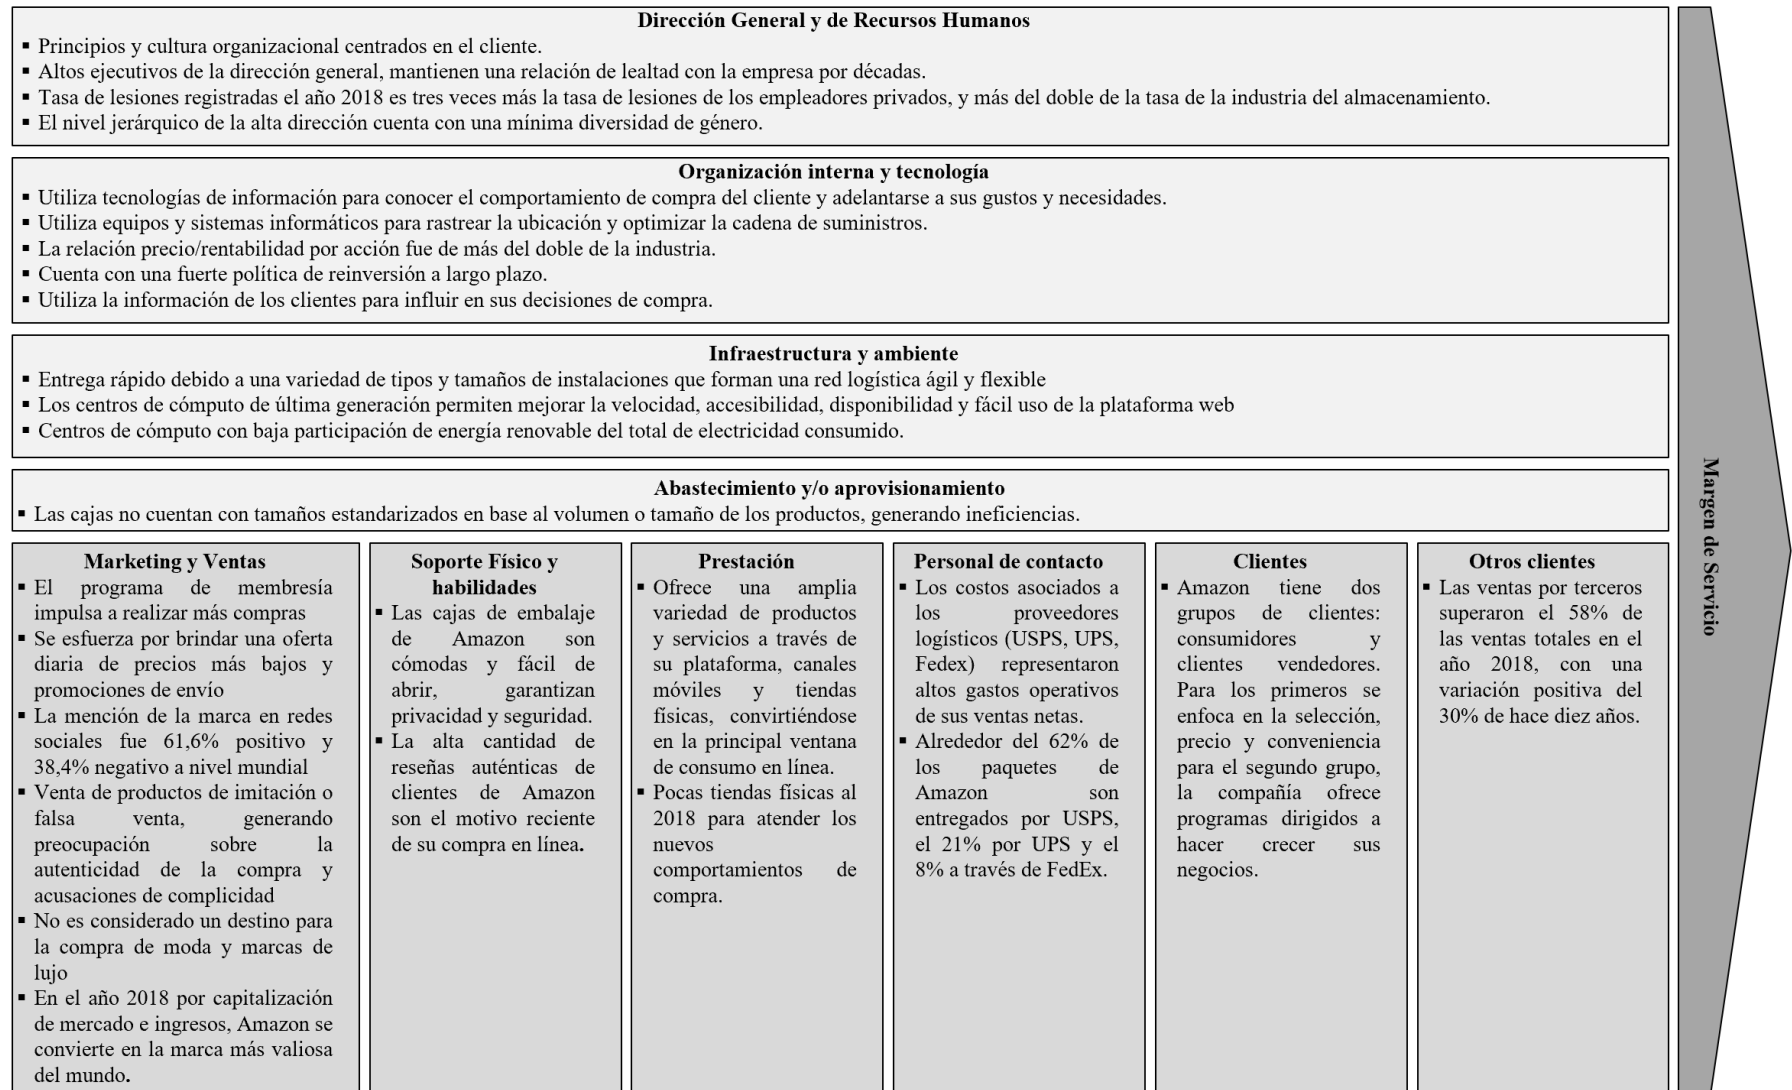 Dirección General y de Recursos Humanos
▪ Principios y cultura organizacional centrados en el cliente.
▪ Altos ejecutivos de la dirección general, mantienen una relación de lealtad con la empresa por décadas.
▪ Tasa de lesiones registradas el año 2018 es tres veces más la tasa de lesiones de los empleadores privados, y más del doble de la tasa de la industria del almacenamiento.
▪ El nivel jerárquico de la alta dirección cuenta con una mínima diversidad de género.
Organización interna y tecnología
▪ Utiliza tecnologías de información para conocer el comportamiento de compra del cliente y adelantarse a sus gustos y necesidades.
▪ Utiliza equipos y sistemas informáticos para rastrear la ubicación y optimizar la cadena de suministros.
▪ La relación precio/rentabilidad por acción fue de más del doble de la industria.
▪ Cuenta con una fuerte política de reinversión a largo plazo.
▪ Utiliza la información de los clientes para influir en sus decisiones de compra.
Infraestructura y ambiente
▪ Entrega rápido debido a una variedad de tipos y tamaños de instalaciones que forman una red logística ágil y flexible
▪ Los centros de cómputo de última generación permiten mejorar la velocidad, accesibilidad, disponibilidad y fácil uso de la plataforma web
▪ Centros de cómputo con baja participación de energía renovable del total de electricidad consumido.
Abastecimiento y/o aprovisionamiento
▪ Las cajas no cuentan con tamaños estandarizados en base al volumen o tamaño de los productos, generando ineficiencias.
Marketing y Ventas
▪ El programa de membresía
impulsa a realizar más compras
▪ Se esfuerza por brindar una oferta
diaria de precios más bajos y
promociones de envío
▪ La mención de la marca en redes
sociales fue 61,6% positivo y
38,4% negativo a nivel mundial
▪ Venta de productos de imitación o
falsa venta, generando
preocupación sobre la
autenticidad de la compra y
acusaciones de complicidad
▪ No es considerado un destino para
la compra de moda y marcas de
lujo
▪ En el año 2018 por capitalización
de mercado e ingresos, Amazon se
convierte en la marca más valiosa
del mundo.
Soporte Físico y
habilidades
▪ Las cajas de embalaje
de Amazon son
cómodas y fácil de
abrir, garantizan
privacidad y seguridad.
▪ La alta cantidad de
reseñas auténticas de
clientes de Amazon
son el motivo reciente
de su compra en línea.
Prestación
▪ Ofrece una amplia
variedad de productos
y servicios a través de
su plataforma, canales
móviles y tiendas
físicas, convirtiéndose
en la principal ventana
de consumo en línea.
▪ Pocas tiendas físicas al
2018 para atender los
nuevos
comportamientos de
compra.
Personal de contacto
▪ Los costos asociados a
los proveedores
logísticos (USPS, UPS,
Fedex) representaron
altos gastos operativos
de sus ventas netas.
▪ Alrededor del 62% de
los paquetes de
Amazon son
entregados por USPS,
el 21% por UPS y el
8% a través de FedEx.
Clientes
▪ Amazon tiene dos
grupos de clientes:
consumidores y
clientes vendedores.
Para los primeros se
enfoca en la selección,
precio y conveniencia
para el segundo grupo,
la compañía ofrece
programas dirigidos a
hacer crecer sus
negocios.
Otros clientes
▪ Las ventas por terceros
superaron el 58% de
las ventas totales en el
año 2018, con una
variación positiva del
30% de hace diez años.
Margen de Servicio